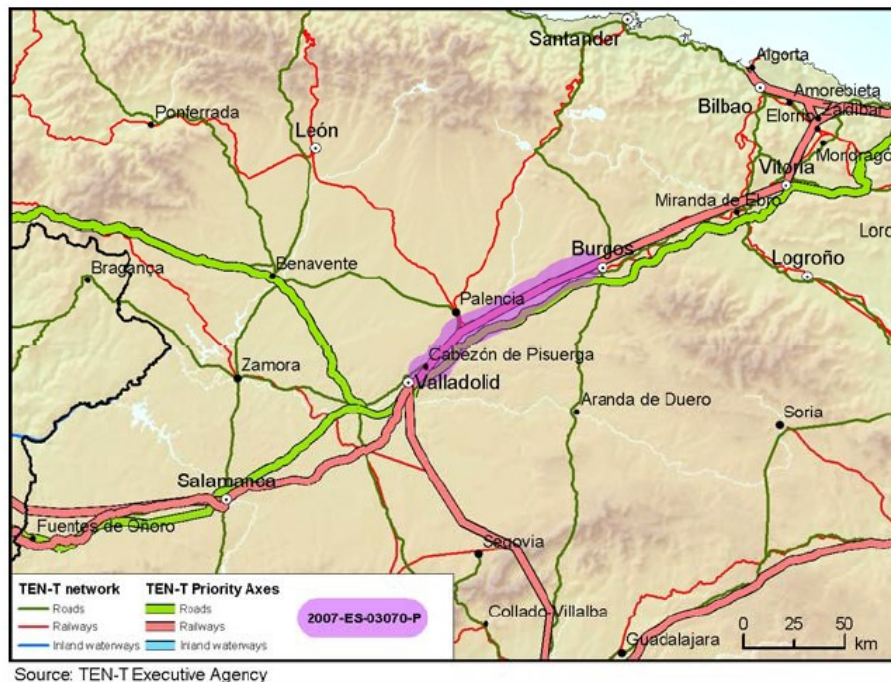 Santander
Algorta
Bilbao
Amorebieta
Elorrio
Zaldibar
Mondragó
Ponferrada
León
Vitoria
Miranda de Ebro
Burgos
Logroño
Lord
Bragança
Benavente
Palencia
Cabezón de Pisuerga
Zamora
Valladolid
Aranda de Duero
Soria
Salamanca
Fuentes de Oñoro
Segovia
Collado-Villalba
Guadalajara
TEN-T network
Roads
Railways
Inland waterways
TEN-T Priority Axes
Roads
Railways
Inland waterways
2007-ES-03070-P
0 25 50
km
Source: TEN-T Executive Agency